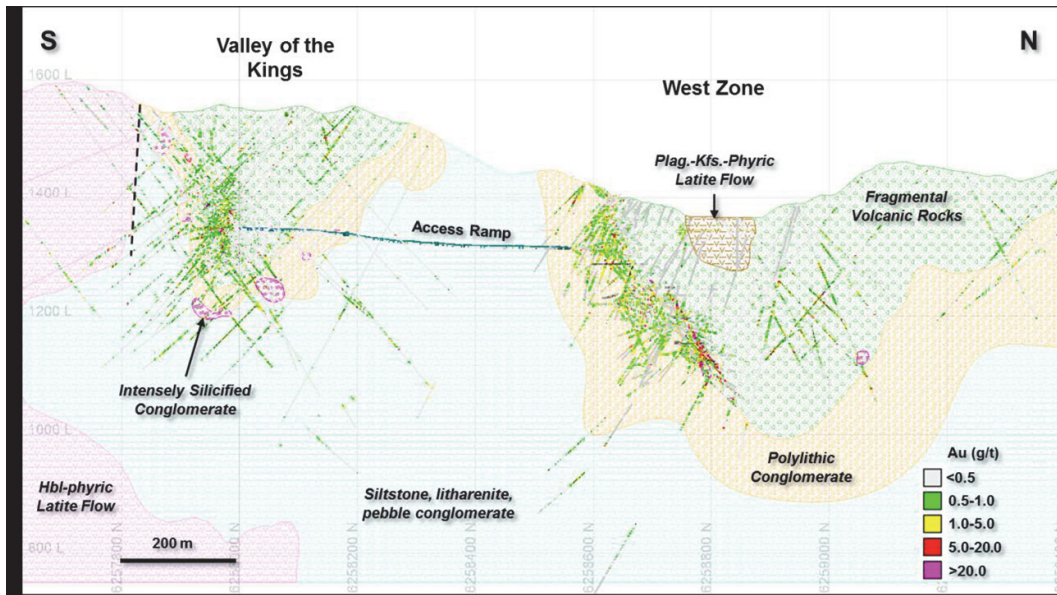 S
Valley of the
Kings
N
West Zone
1600 L
Plag.-Kfs.-Phyric
Latite Flow
1400 L
Fragmental
Volcanic Rocks
Access Ramp
1200 L
Intensely Silicified
Conglomerate
1000 L
Polylithic
Conglomerate
Hbl-phyric
Latite Flow
Siltstone, litharenite,
pebble conglomerate
800 L
200 m
Au (g/t)
<0.5
0.5-1.0
1.0-5.0
5.0-20.0
>20.0
6257800 N
6258200 N
6258400 N
6258600 N
6258800 N
6259000 N